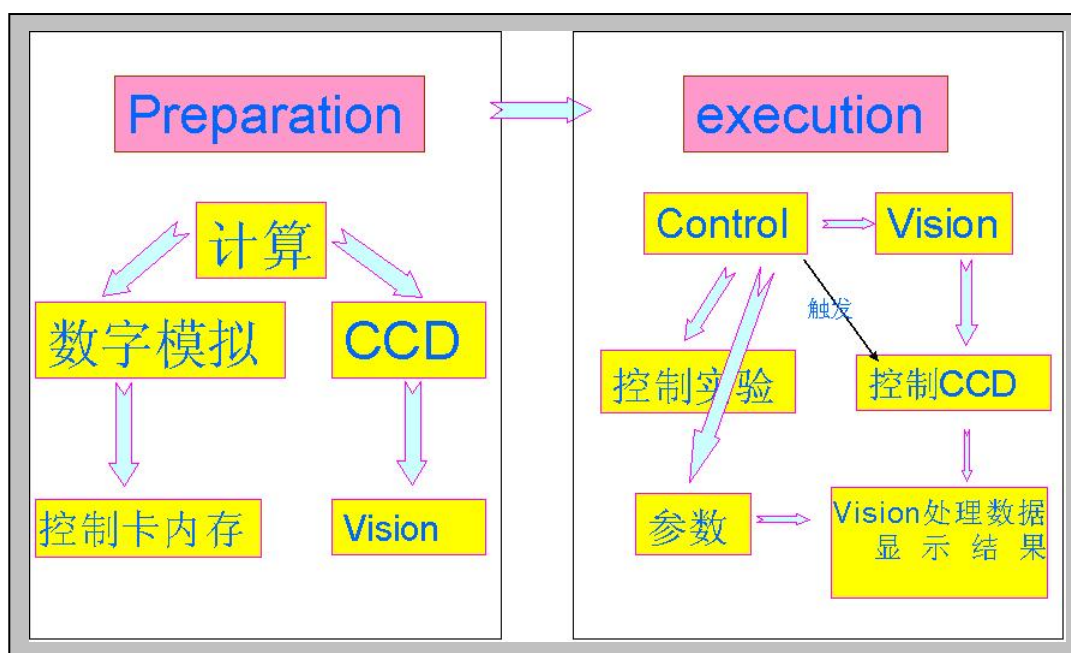 Preparation
计算
数字模拟
CCD
控制卡内存
Vision
execution
Control
Vision
触发
控制实验
控制CCD
参数
Vision处理数据
显示结果